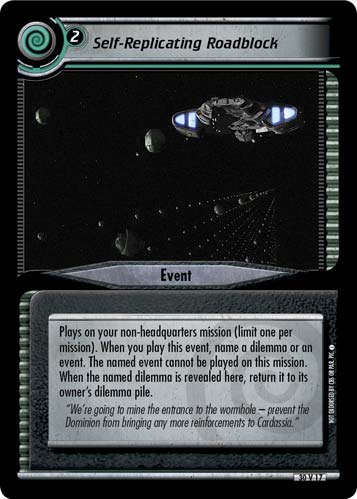 2
Self-Replicating Roadblock
Event
Plays on your non-headquarters mission (limit one per
mission). When you play this event, name a dilemma or an
event. The named event cannot be played on this mission.
When the named dilemma is revealed here, return it to its
owner's dilemma pile.
"We're going to mine the entrance to the wormhole – prevent the
Dominion from bringing any more reinforcements to Cardassia."
NOT ENDORSED BY CBS OR PAR. PIC.
30 V 17